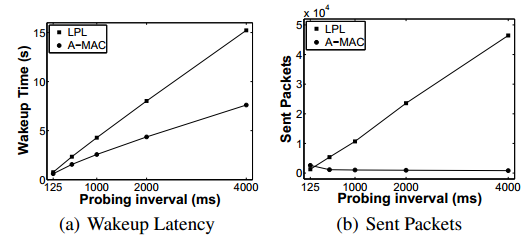 LPL
A-MAC
Wakeup Time (s)
15
10
5
0
125 1000 2000 4000
Probing inverval (ms)
(a) Wakeup Latency
x 10^4
LPL
A-MAC
Sent Packets
5
4
3
2
1
0
125 1000 2000 4000
Probing inverval (ms)
(b) Sent Packets